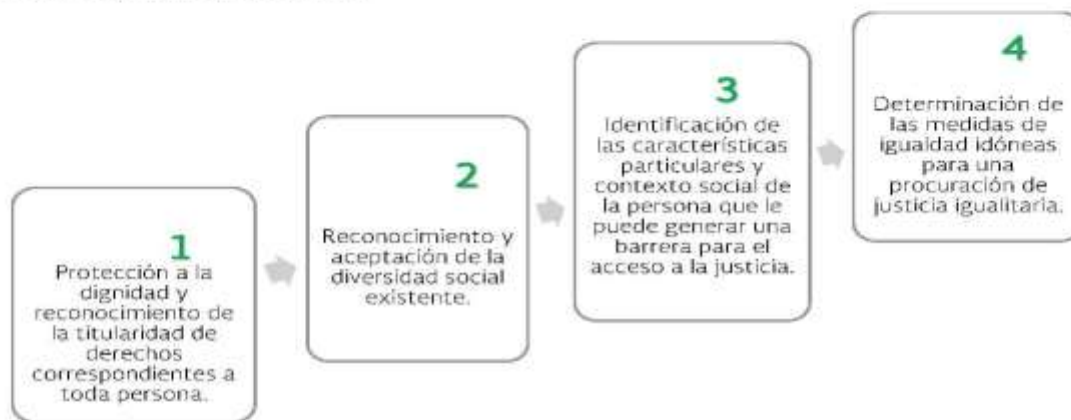 1
Protección a la
dignidad y
reconocimiento de
la titularidad de
derechos
correspondientes a
toda persona.
2
Reconocimiento y
aceptación de la
diversidad social
existente.
3
Identificación de
las características
particulares y
contexto social de
la persona que le
puede generar una
barrera para el
acceso a la justicia.
4
Determinación de
las medidas de
igualdad idóneas
para una
procuración de
justicia igualitaria.